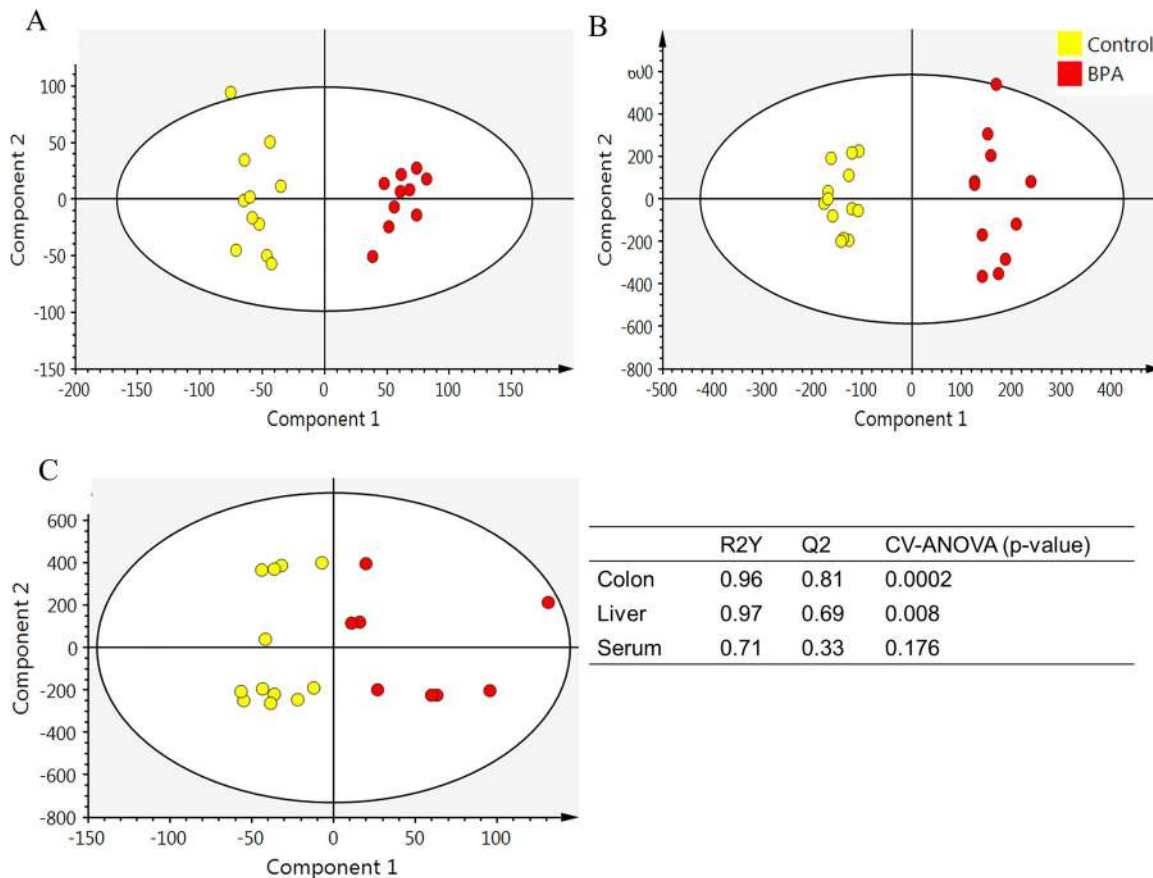 A
100
50
0
-50
-100
-150
-200 -150 -100 -50 0 50 100 150
Component 2
Component 1
B
Control
BPA
600
400
200
0
-200
-400
-600
-800
-500 -400 -300 -200 -100 0 100 200 300 400
Component 2
Component 1
C
600
400
200
0
-200
-400
-600
-800
-150 -100 -50 0 50 100
Component 2
Component 1
R2Y Q2 CV-ANOVA (p-value)
Colon 0.96 0.81 0.0002
Liver 0.97 0.69 0.008
Serum 0.71 0.33 0.176